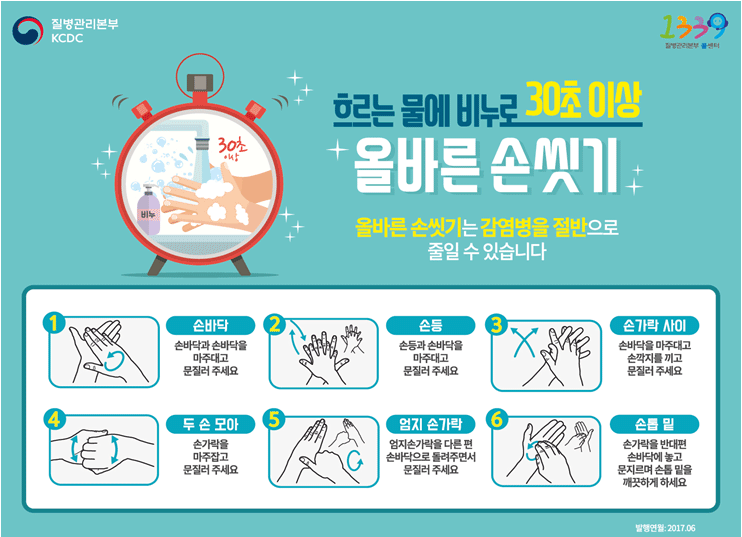 질병관리본부
KCDC
1339
질병관리본부 콜센터
흐르는 물에 비누로 30초 이상
올바른 손씻기
30초
이상
비누
올바른 손씻기는 감염병을 절반으로
줄일 수 있습니다
1
손바닥
손바닥과 손바닥을
마주대고
문질러 주세요
2
손등
손등과 손바닥을
마주대고
문질러 주세요
3
손가락 사이
손바닥을 마주대고
손깍지를 끼고
문질러 주세요
4
두 손 모아
손가락을
마주잡고
문질러 주세요
5
엄지 손가락
엄지손가락을 다른 편
손바닥으로 돌려주면서
문질러 주세요
6
손톱 밑
손가락을 반대편
손바닥에 놓고
문지르며 손톱 밑을
깨끗하게 하세요
발행연월: 2017.06